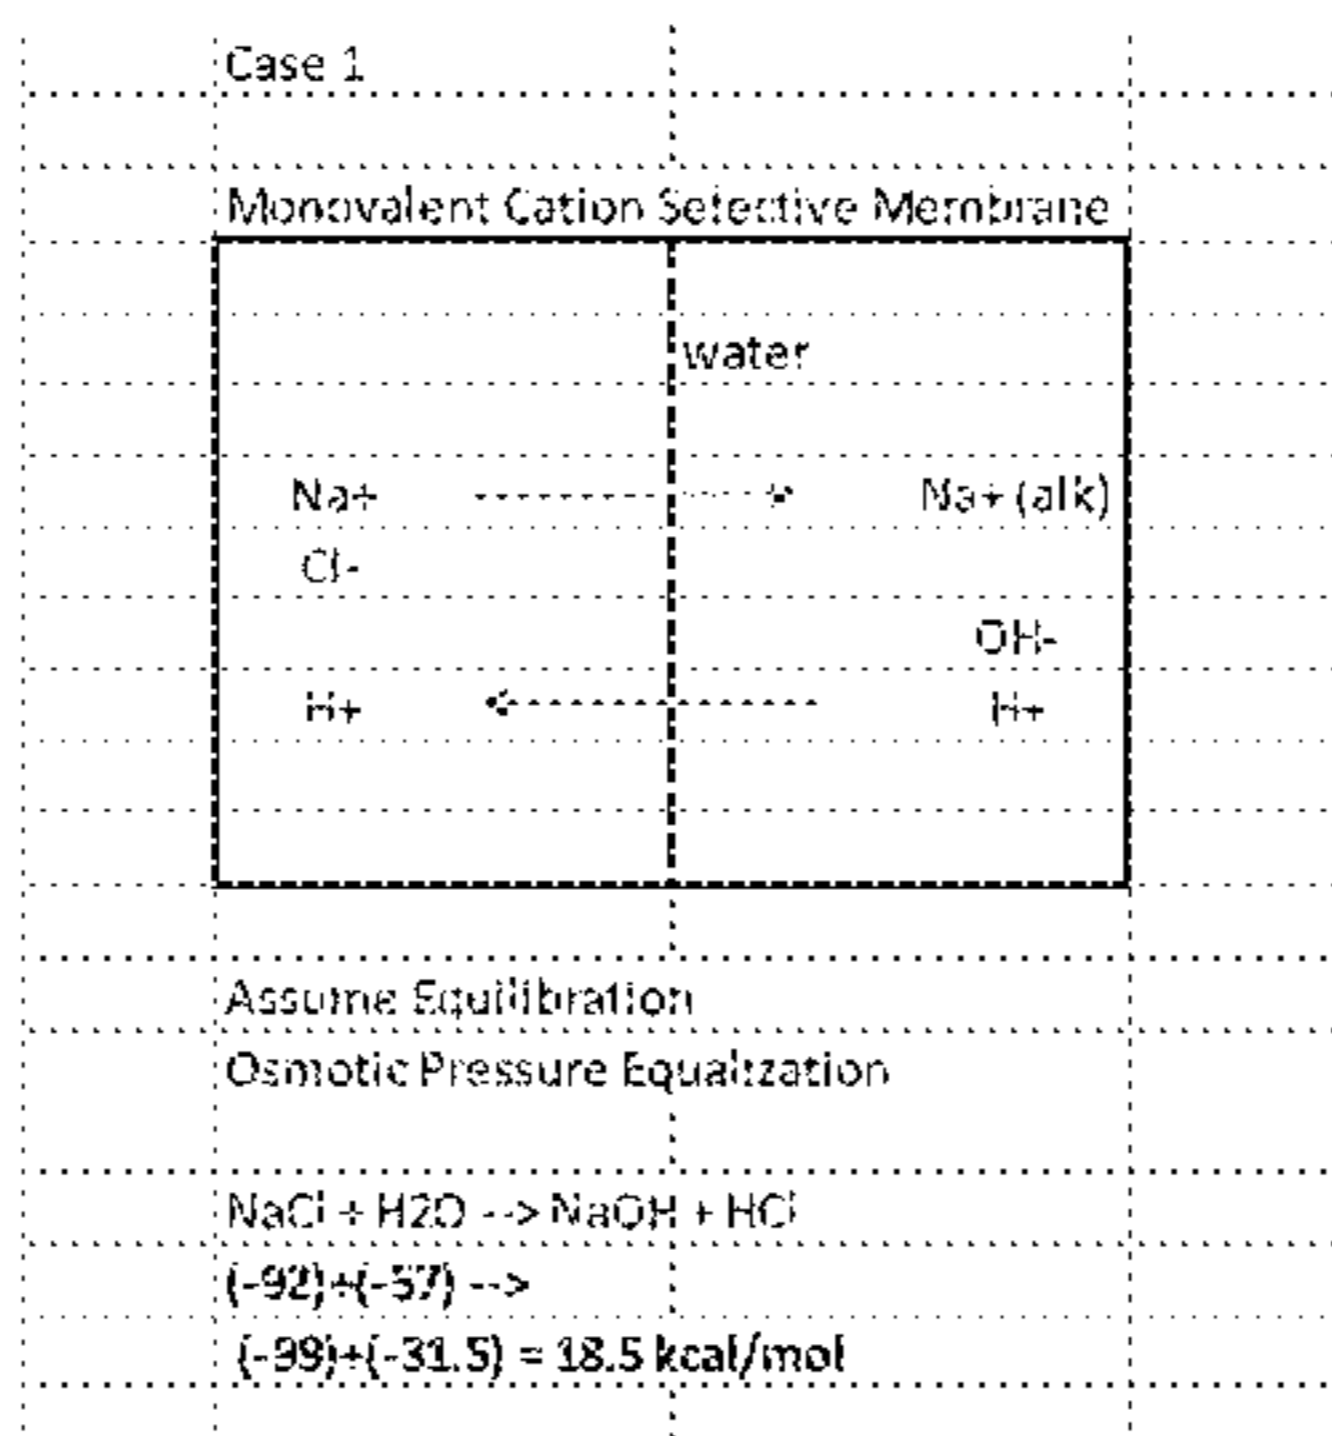 Case 1
Monovalent Cation Selective Membrane
water
Na+ Na+ (alk)
Cl-
OH-
H+ H+
Assume Equilibration
Osmotic Pressure Equalization
NaCl + H2O --> NaOH + HCl
(-92)+(-57) -->
(-99)+(-31.5) = 18.5 kcal/mol